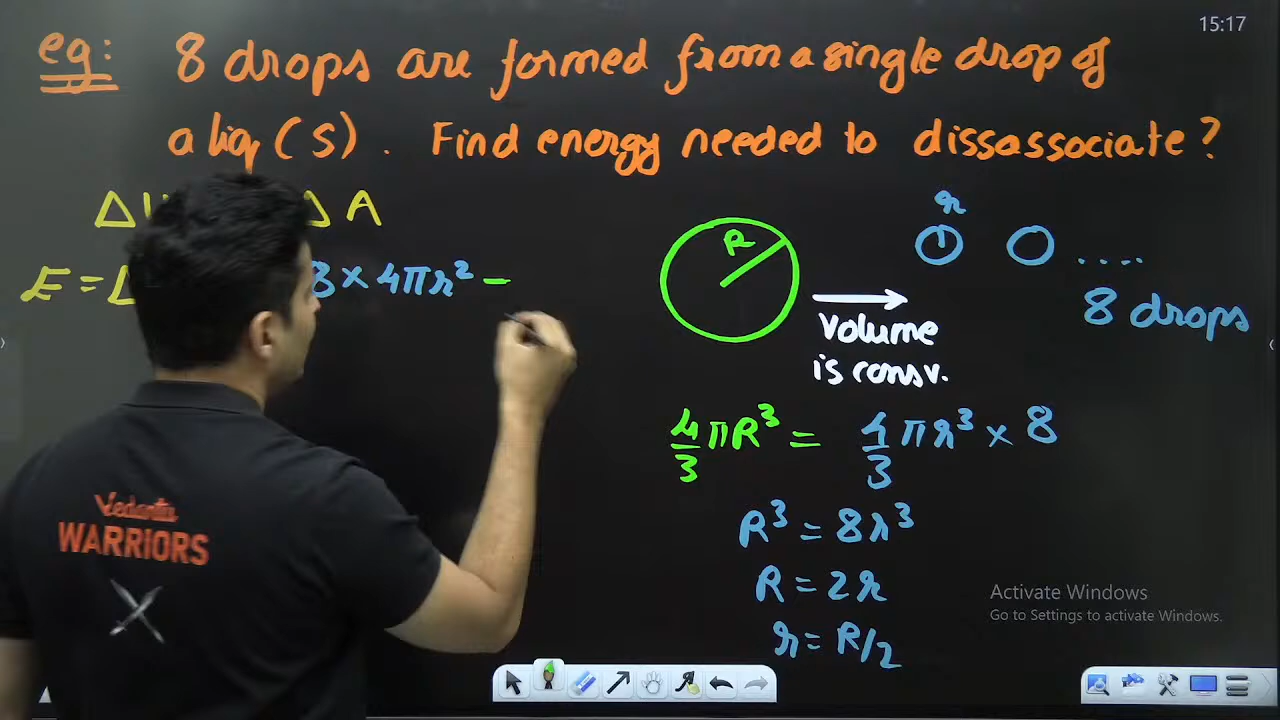 15:17
eg: 8 drops are formed from a single drop of
a liq (S). Find energy needed to dissassociate?
Δ Δ A
E = 8 × 4πr² –
R
r
....
8 drops
Volume
is consv.
4/3 πR³ = 4/3 πr³ × 8
R³ = 8r³
R = 2r
r = R/2
Vedantu
WARRIORS
Activate Windows
Go to Settings to activate Windows.